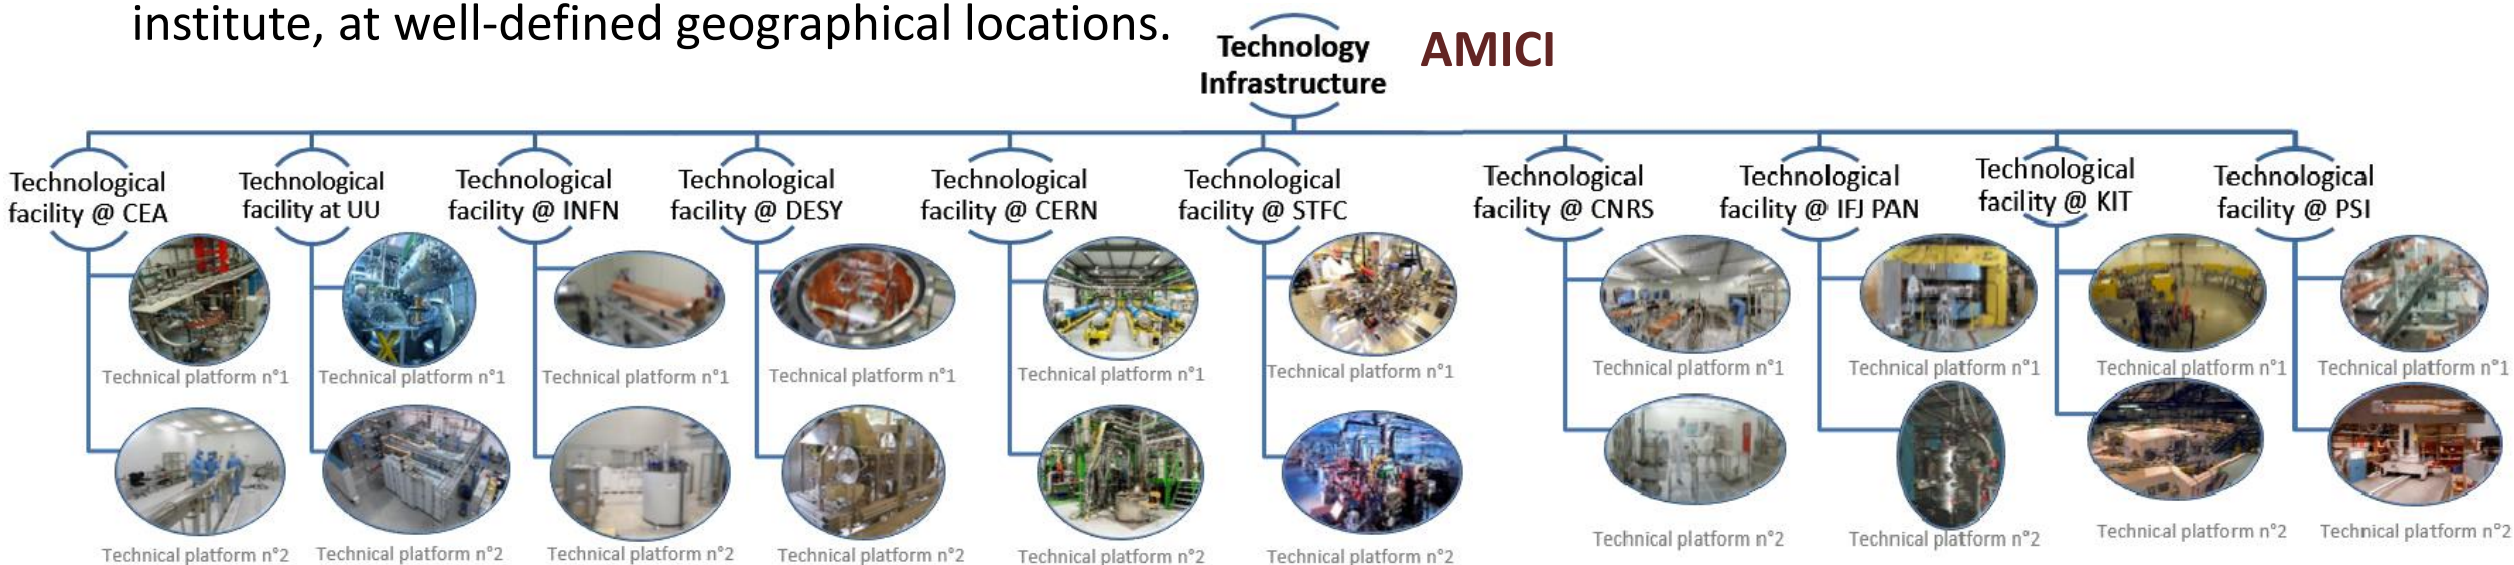 institute, at well-defined geographical locations.
Technology
Infrastructure
AMICI
Technological
facility @ CEA
Technological
facility at UU
Technological
facility @ INFN
Technological
facility @ DESY
Technological
facility @ CERN
Technological
facility @ STFC
Technological
facility @ CNRS
Technological
facility @ IFJ PAN
Technological
facility @ KIT
Technological
facility @ PSI
Technical platform n°1
Technical platform n°1
Technical platform n°1
Technical platform n°1
Technical platform n°1
Technical platform n°1
Technical platform n°1
Technical platform n°1
Technical platform n°1
Technical platform n°1
Technical platform n°2
Technical platform n°2
Technical platform n°2
Technical platform n°2
Technical platform n°2
Technical platform n°2
Technical platform n°2
Technical platform n°2
Technical platform n°2
Technical platform n°2